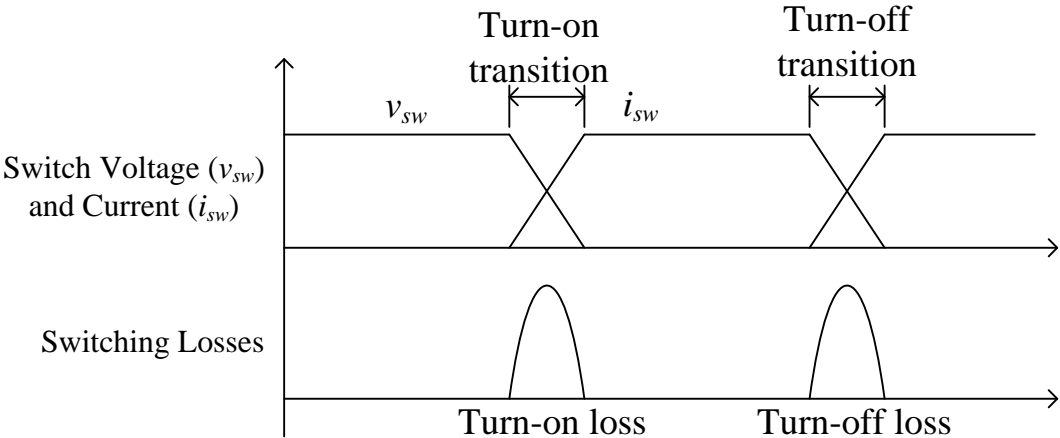 Turn-on
transition
Turn-off
transition
v_sw
i_sw
Switch Voltage (v_sw)
and Current (i_sw)
Switching Losses
Turn-on loss
Turn-off loss